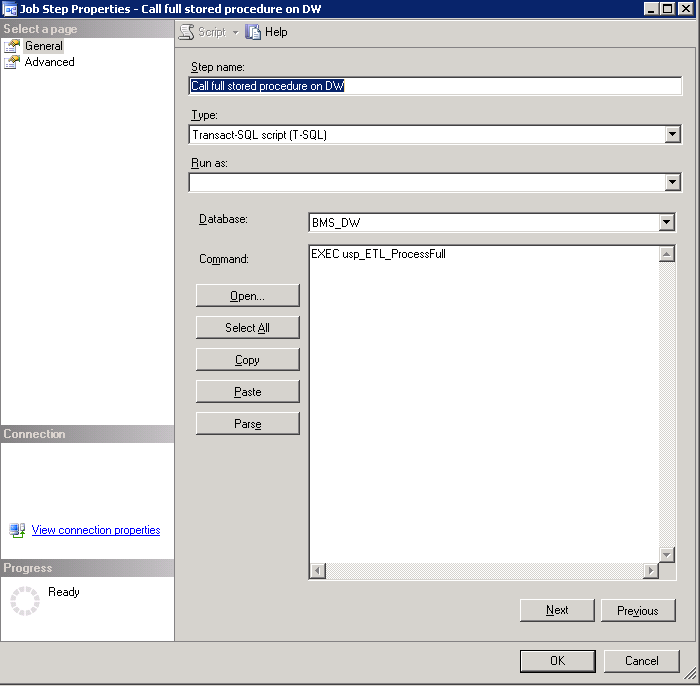 Job Step Properties - Call full stored procedure on DW
Select a page
General
Advanced
Script
Help
Step name:
Call full stored procedure on DW
Type:
Transact-SQL script (T-SQL)
Run as:
Database:
BMS_DW
Command:
EXEC usp_ETL_ProcessFull
Open...
Select All
Copy
Paste
Parse
Connection
View connection properties
Progress
Ready
Next
Previous
OK
Cancel